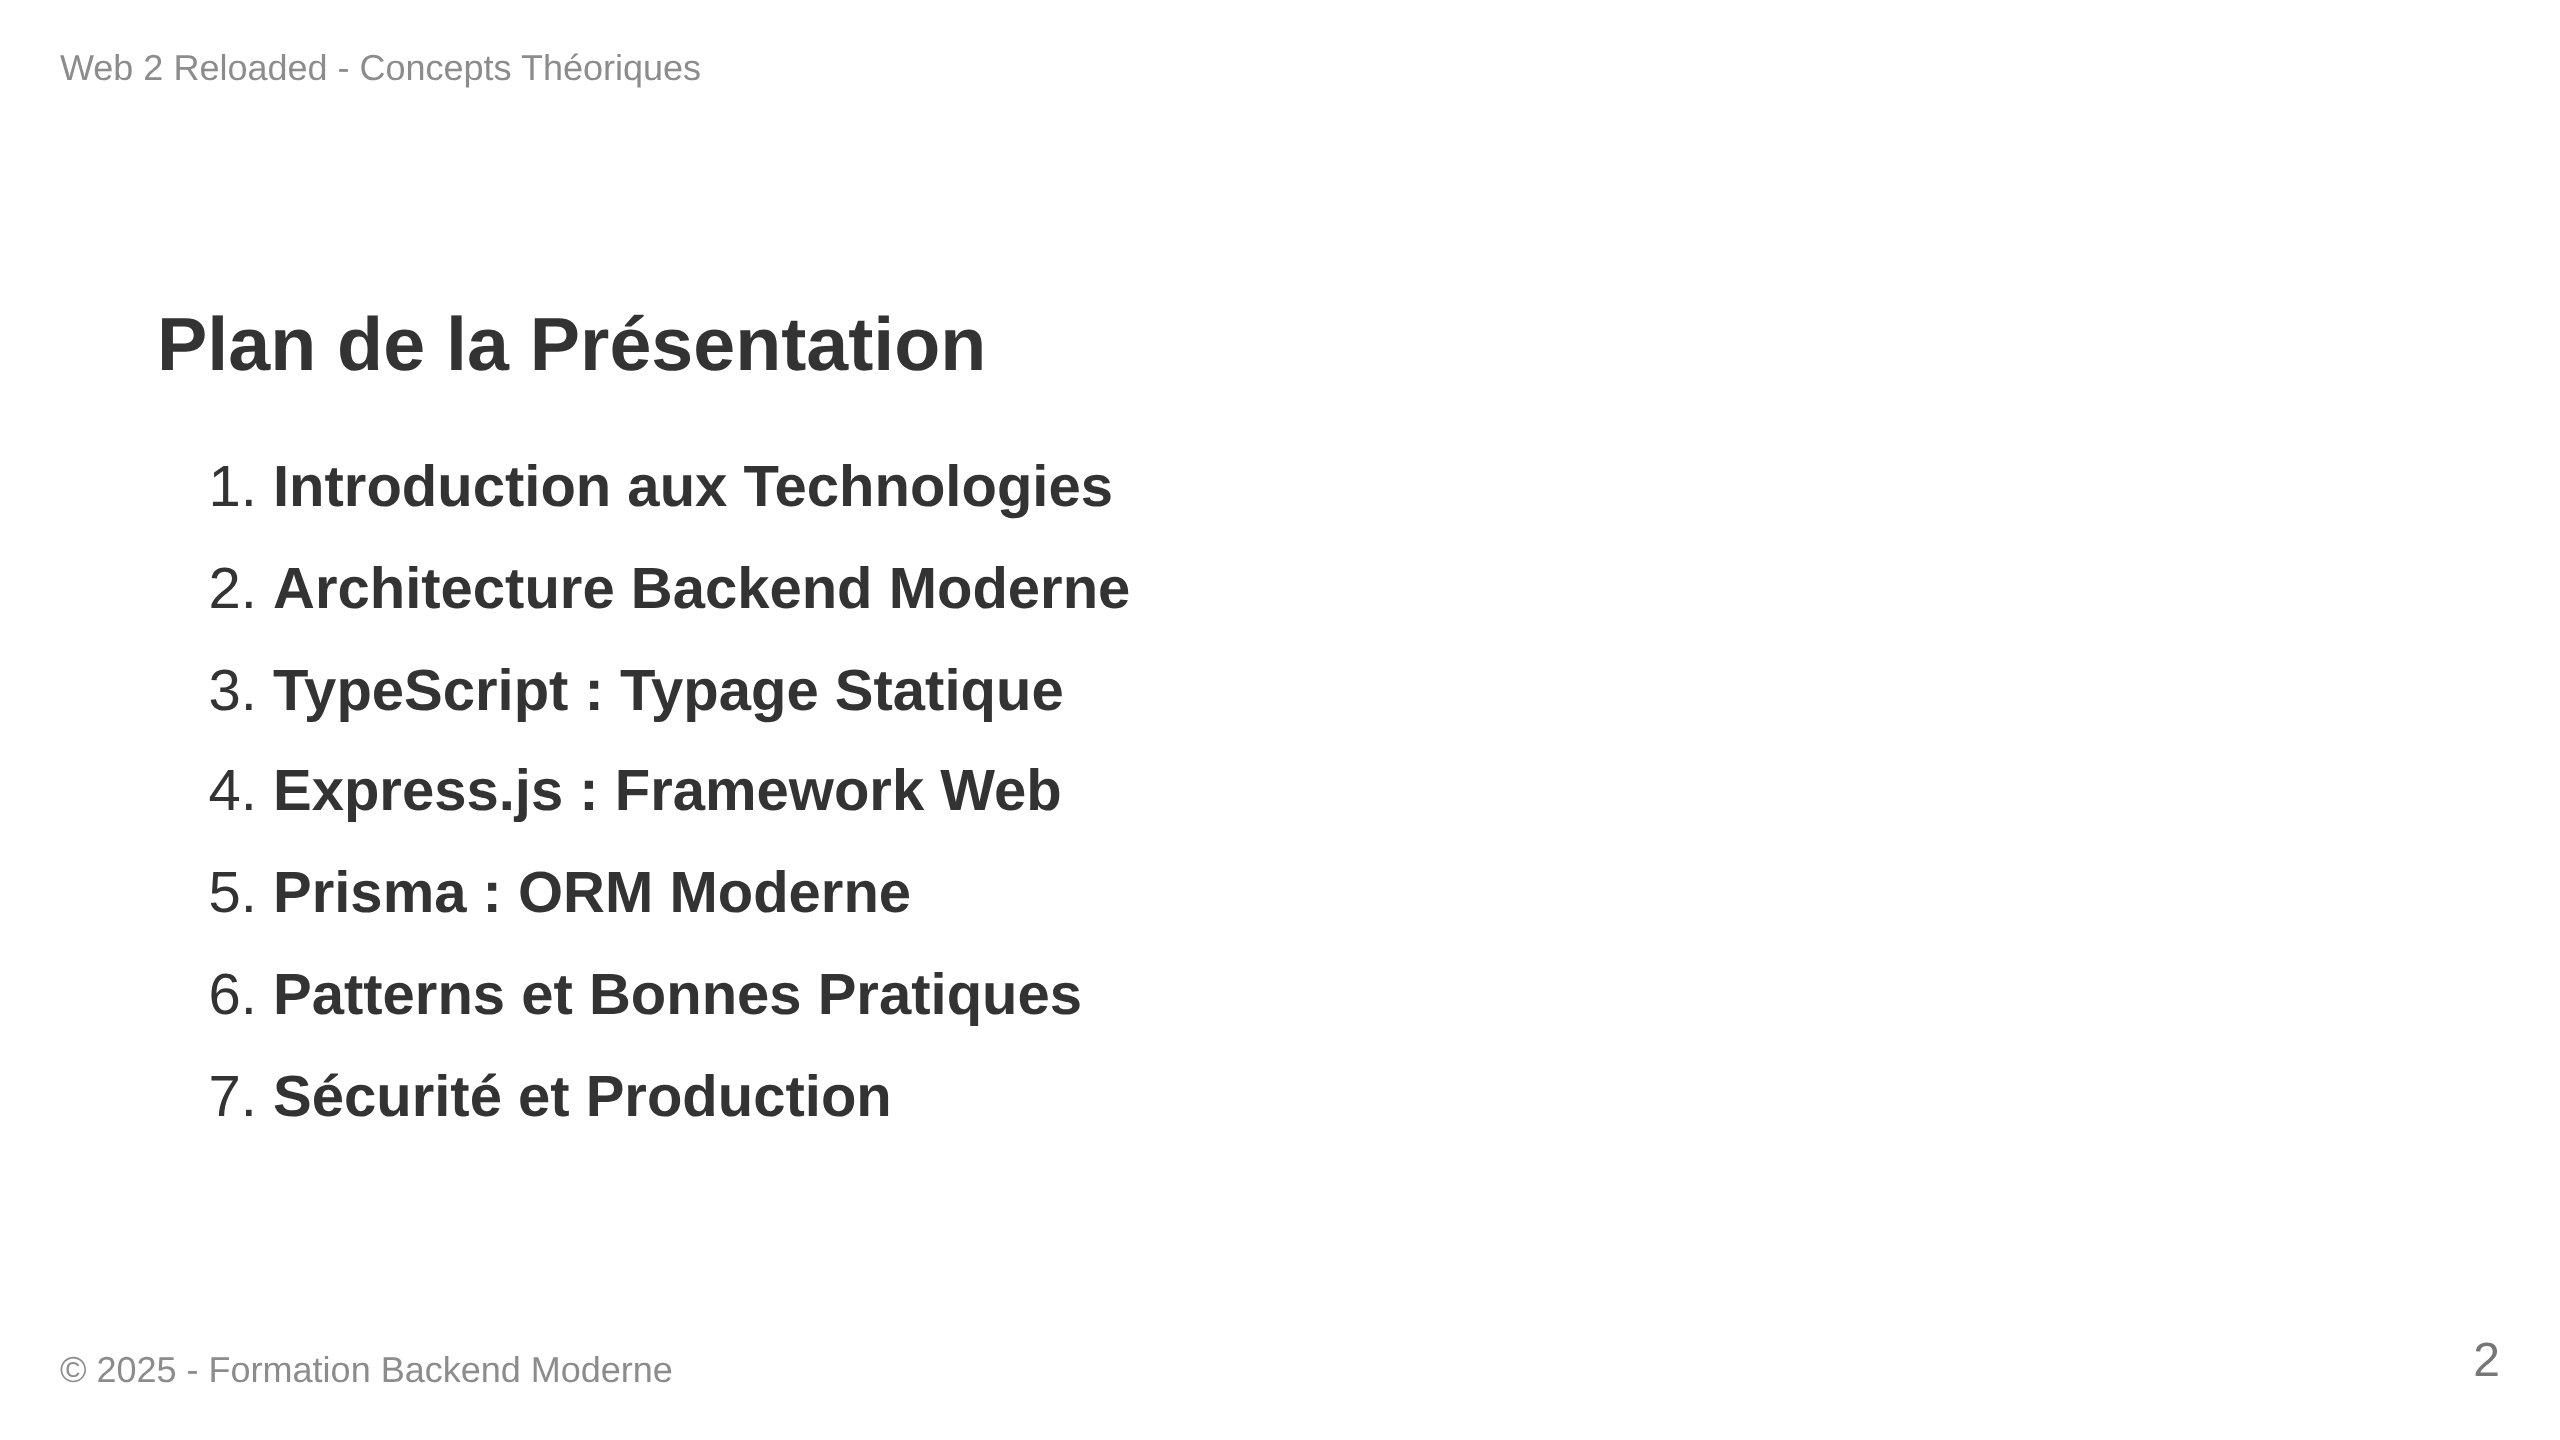 Web 2 Reloaded - Concepts Théoriques
Plan de la Présentation
1. Introduction aux Technologies
2. Architecture Backend Moderne
3. TypeScript : Typage Statique
4. Express.js : Framework Web
5. Prisma : ORM Moderne
6. Patterns et Bonnes Pratiques
7. Sécurité et Production
© 2025 - Formation Backend Moderne
2